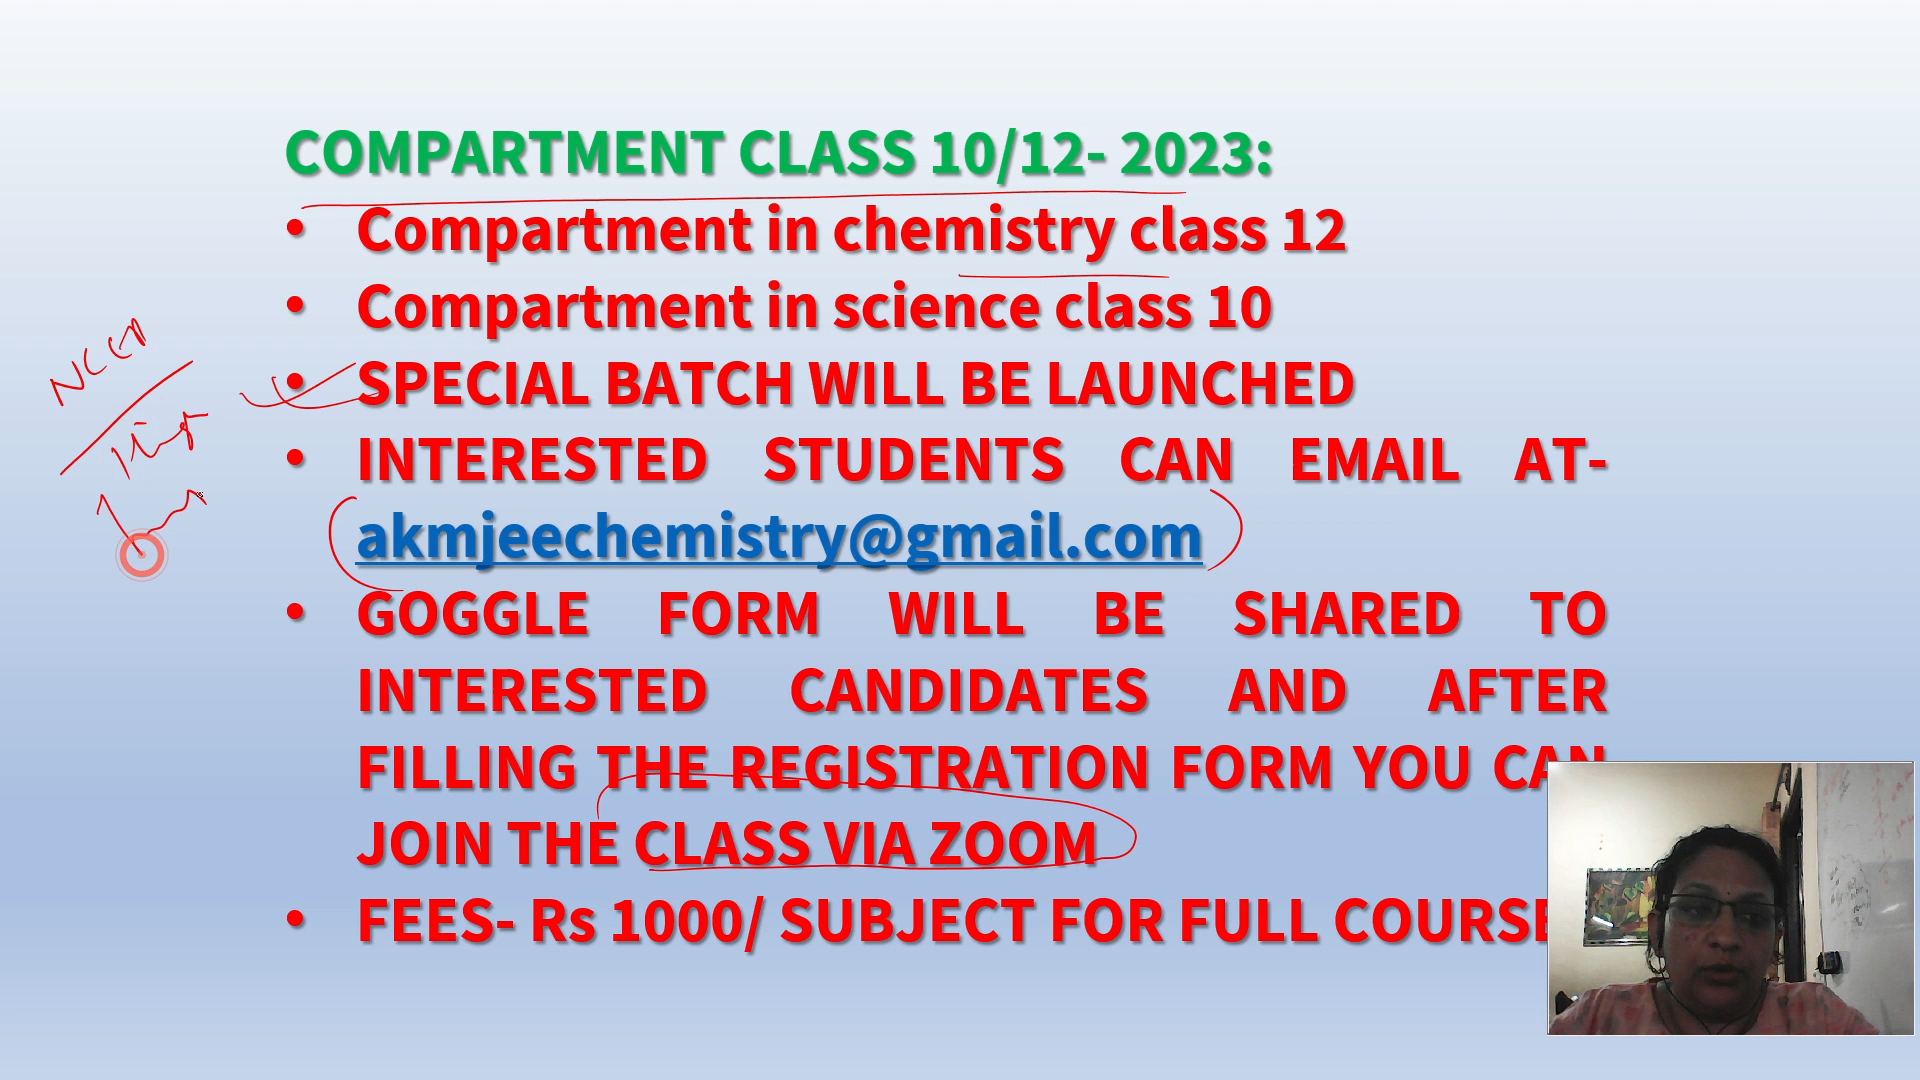 COMPARTMENT CLASS 10/12- 2023:
• Compartment in chemistry class 12
• Compartment in science class 10
• SPECIAL BATCH WILL BE LAUNCHED
• INTERESTED STUDENTS CAN EMAIL AT-
akmjeechemistry@gmail.com
• GOGGLE FORM WILL BE SHARED TO
INTERESTED CANDIDATES AND AFTER
FILLING THE REGISTRATION FORM YOU CAN
JOIN THE CLASS VIA ZOOM
• FEES- Rs 1000/ SUBJECT FOR FULL COURSE